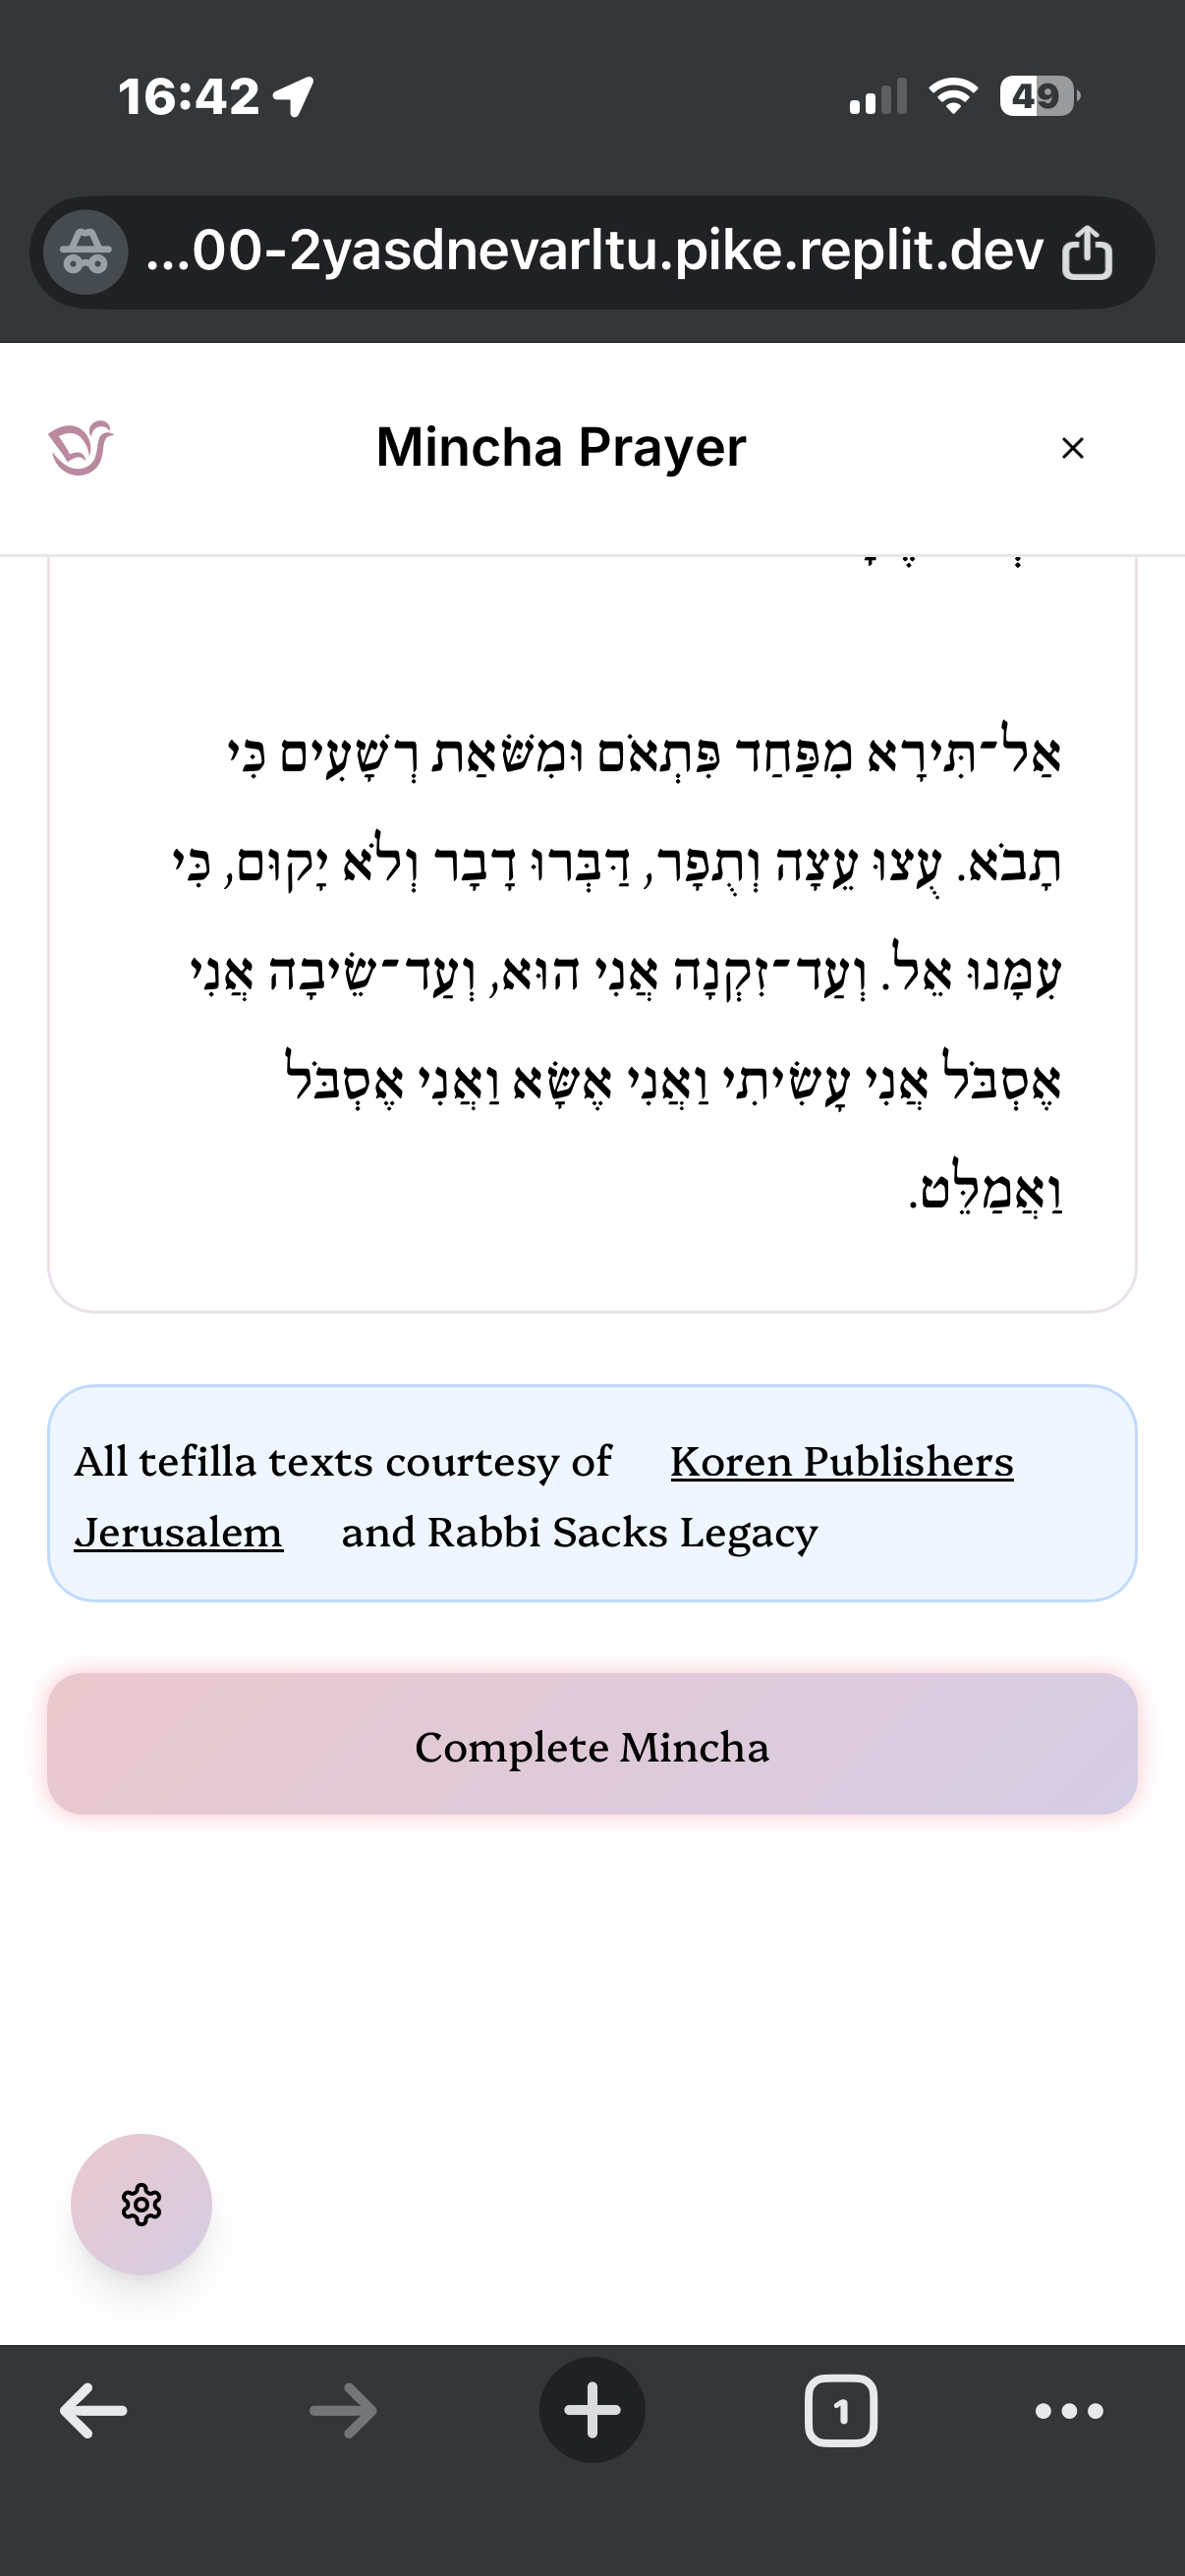 16:42
49
...00-2yasdnevarltu.pike.replit.dev
Mincha Prayer
אַל־תִּירָא מִפַּחַד פִּתְאֹם וּמִשֹּׁאַת רְשָׁעִים כִּי
תָבֹא. עֻצוּ עֵצָה וְתֻפָר, דַּבְּרוּ דָבָר וְלֹא יָקוּם, כִּי
עִמָּנוּ אֵל. וְעַד־זִקְנָה אֲנִי הוּא, וְעַד־שֵׂיבָה אֲנִי
אֶסְבֹּל אֲנִי עָשִׂיתִי וַאֲנִי אֶשָּׂא וַאֲנִי אֶסְבֹּל
וַאֲמַלֵּט.
All tefilla texts courtesy of Koren Publishers
Jerusalem and Rabbi Sacks Legacy
Complete Mincha
1